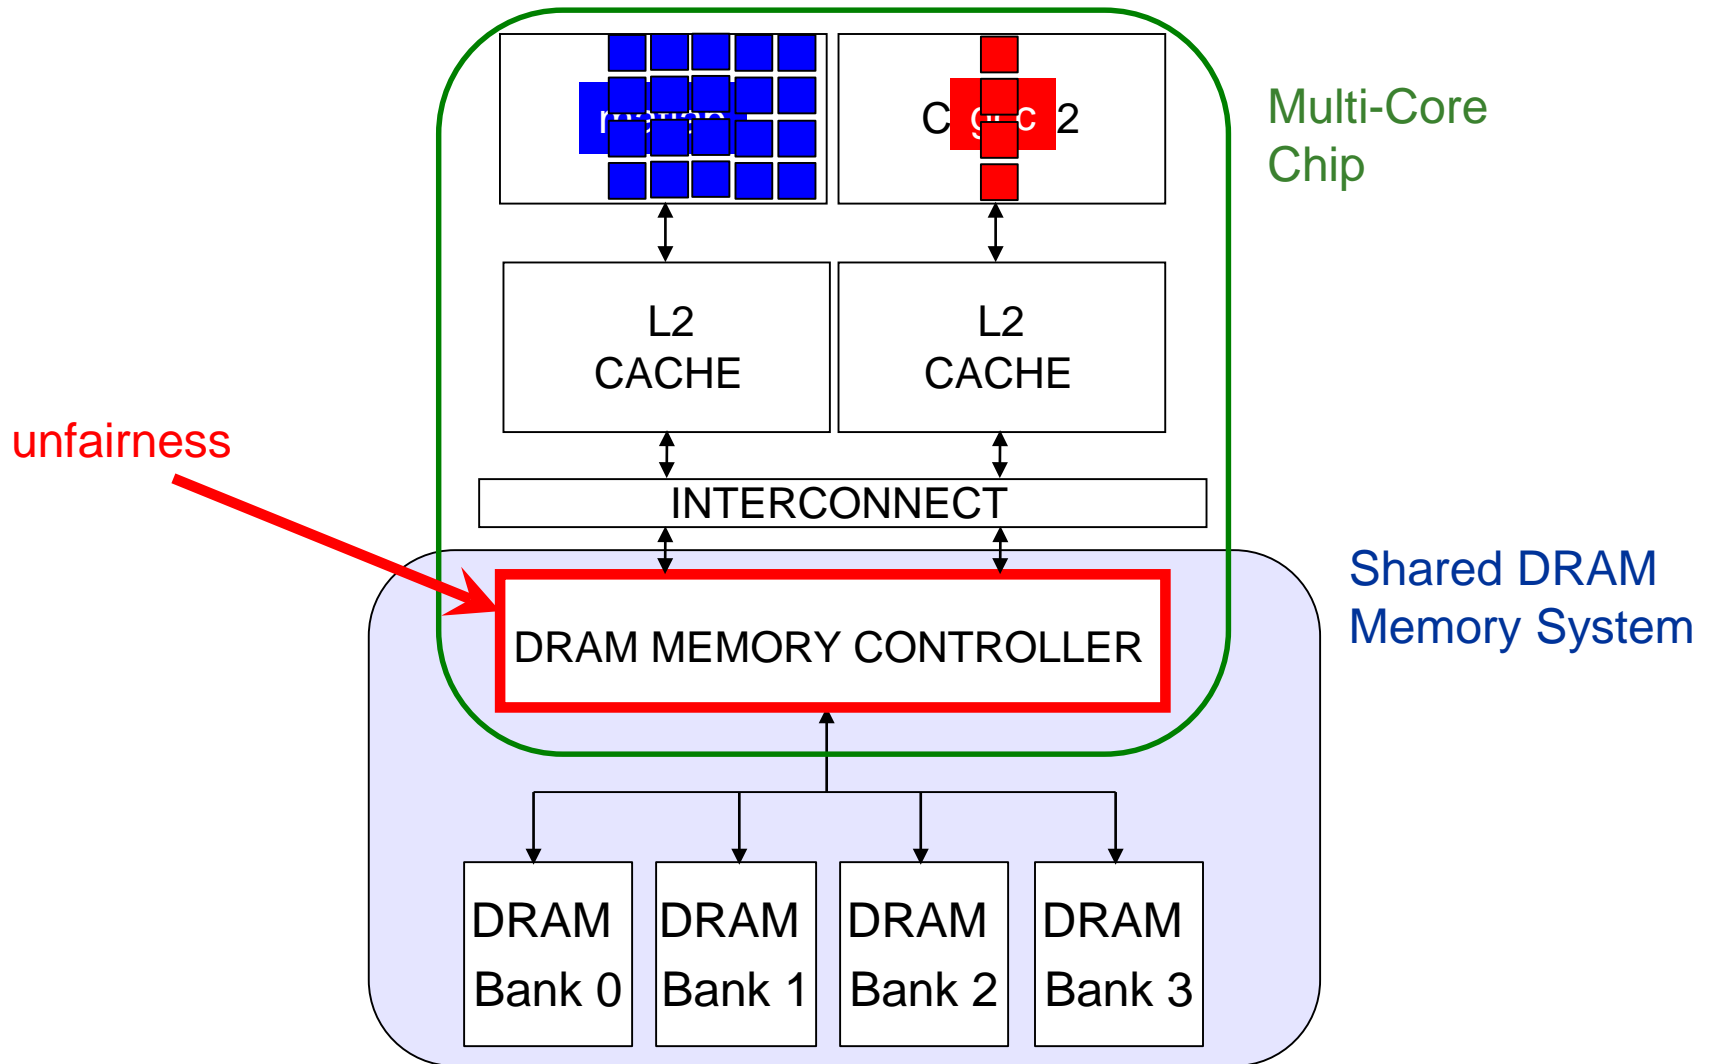 Multi-Core
Chip
C 2
L2
CACHE
L2
CACHE
unfairness
INTERCONNECT
Shared DRAM
Memory System
DRAM MEMORY CONTROLLER
DRAM
Bank 0
DRAM
Bank 1
DRAM
Bank 2
DRAM
Bank 3